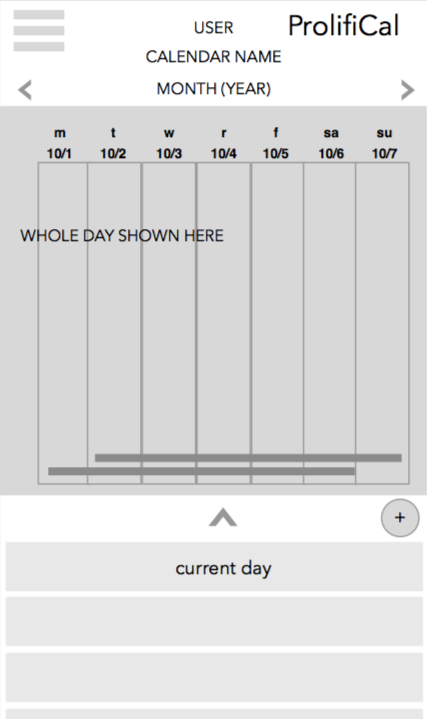 USER
ProlifiCal
CALENDAR NAME
MONTH (YEAR)
m t w r f sa su
10/1 10/2 10/3 10/4 10/5 10/6 10/7
WHOLE DAY SHOWN HERE
+
current day